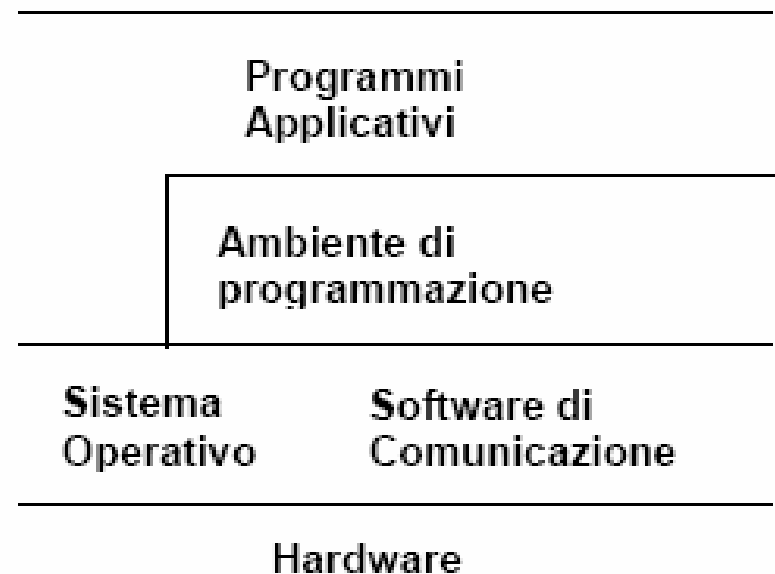 Programmi
Applicativi
Ambiente di
programmazione
Sistema
Operativo
Software di
Comunicazione
Hardware